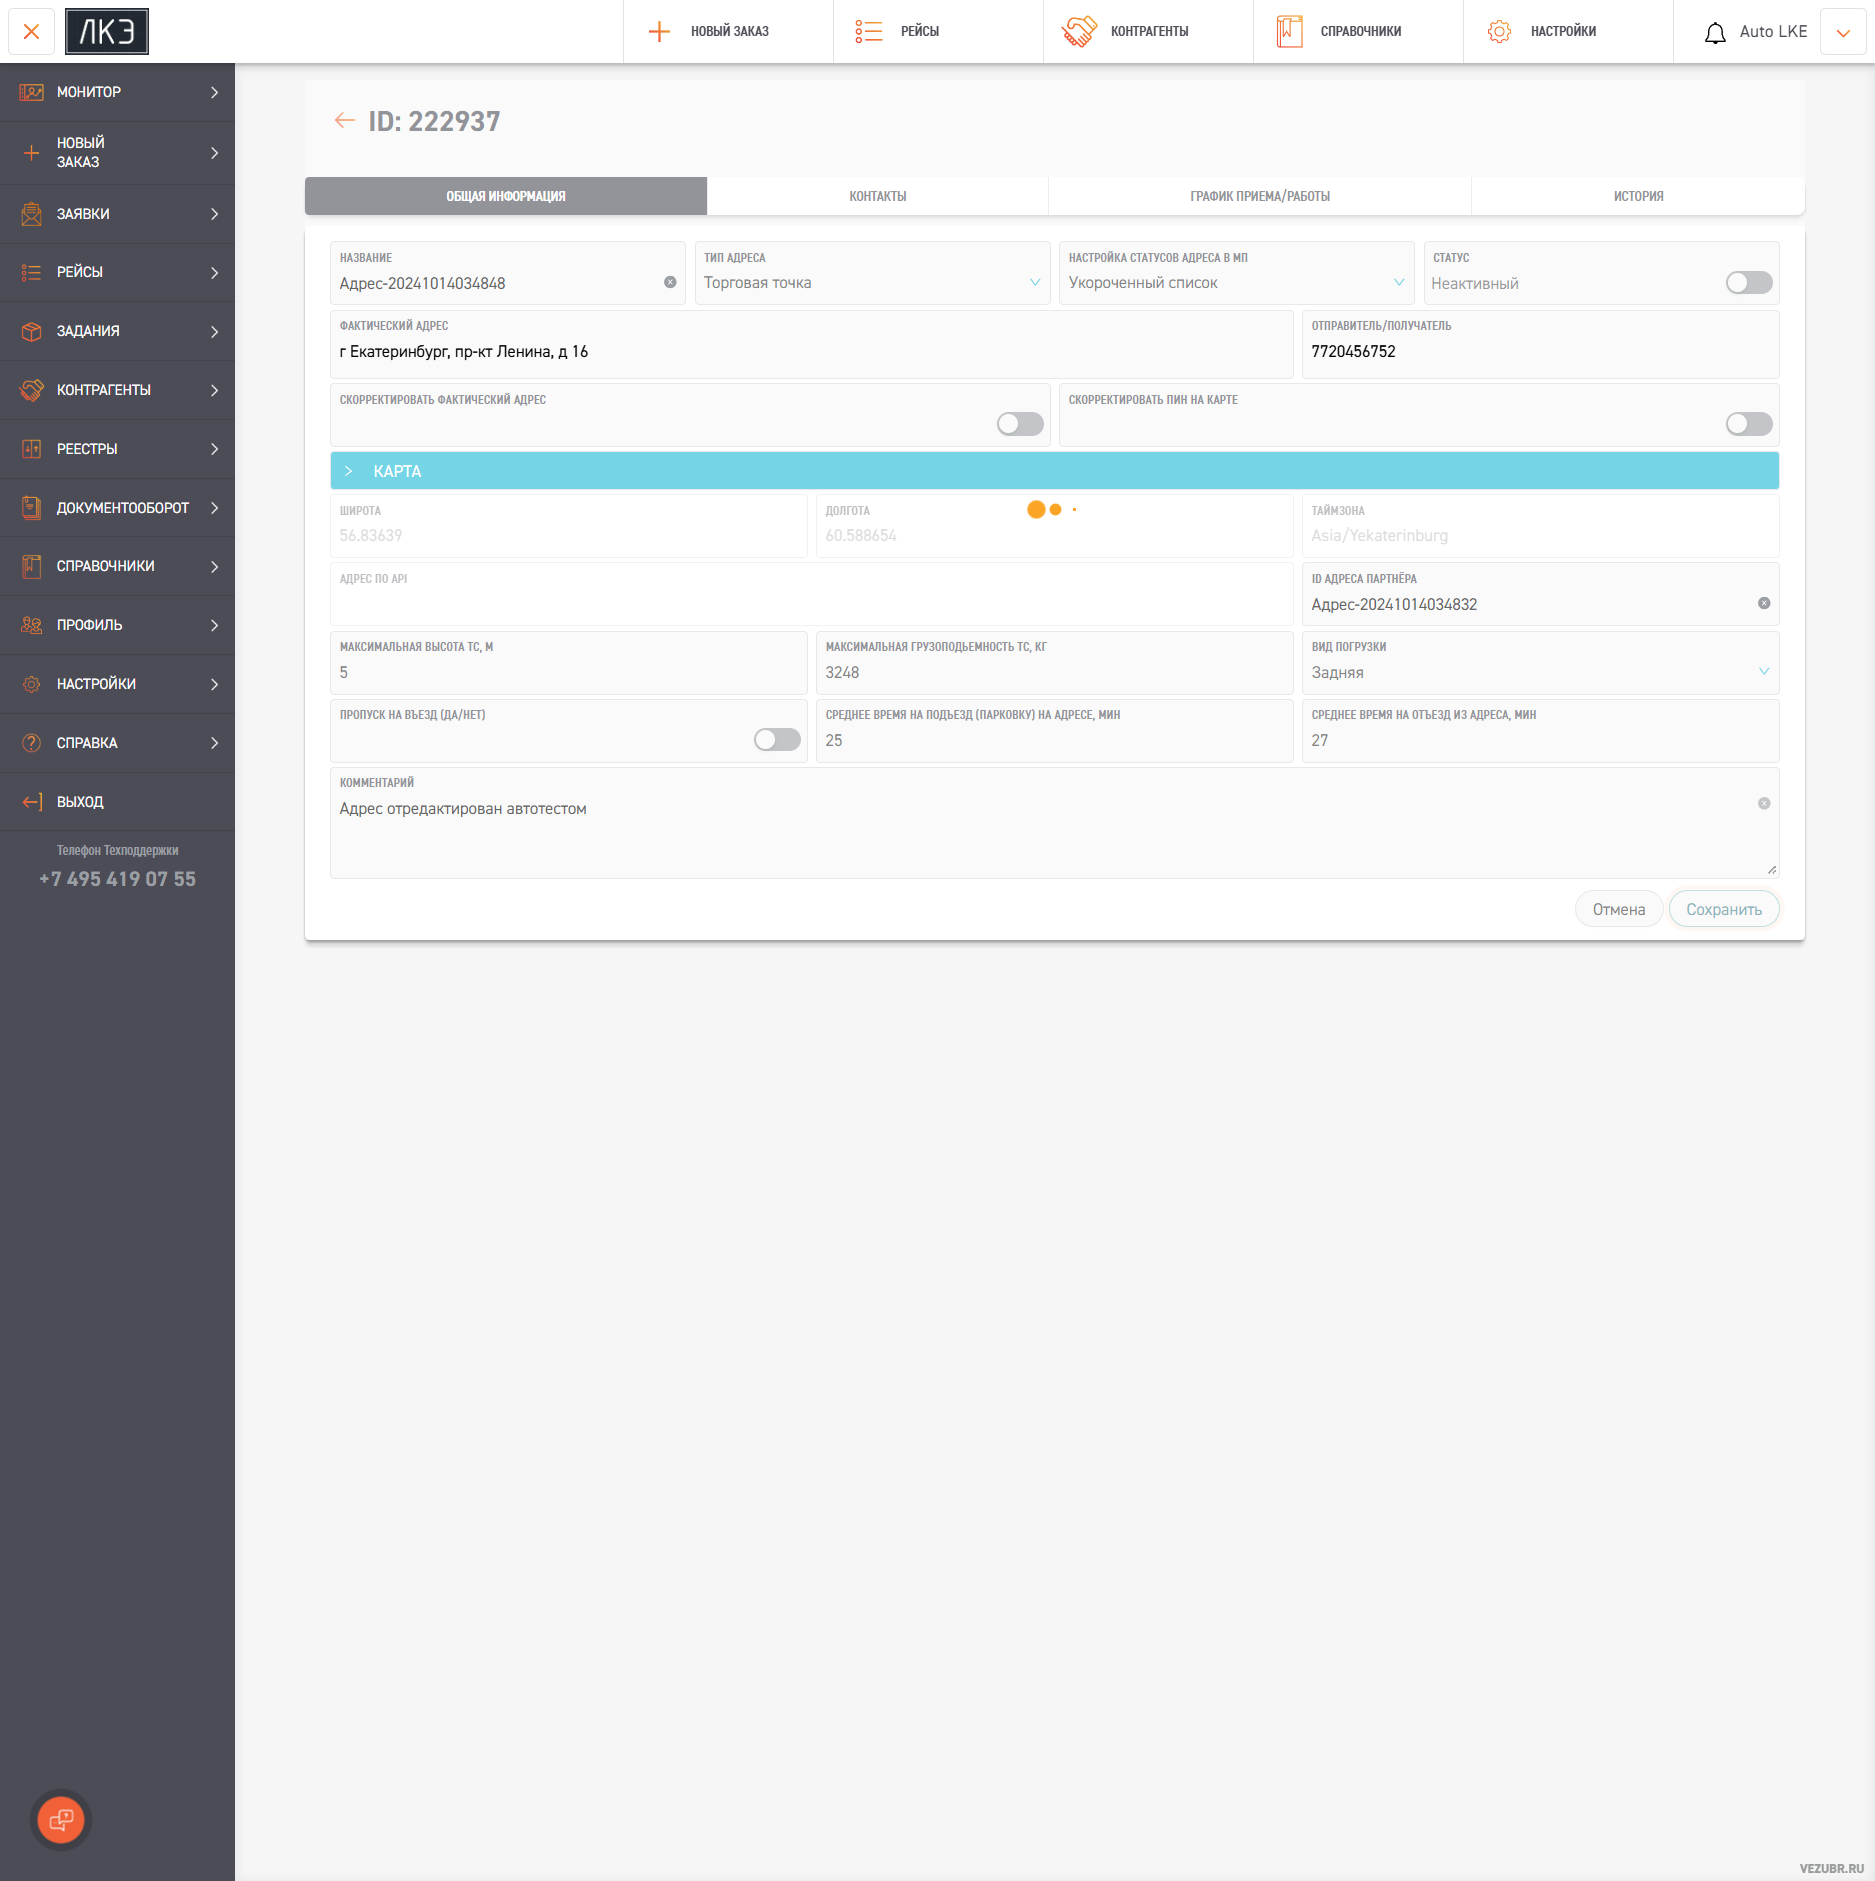 ЛКЭ
НОВЫЙ ЗАКАЗ
РЕЙСЫ
КОНТРАГЕНТЫ
СПРАВОЧНИКИ
НАСТРОЙКИ
Auto LKE
МОНИТОР
НОВЫЙ
ЗАКАЗ
ЗАЯВКИ
РЕЙСЫ
ЗАДАНИЯ
КОНТРАГЕНТЫ
РЕЕСТРЫ
ДОКУМЕНТООБОРОТ
СПРАВОЧНИКИ
ПРОФИЛЬ
НАСТРОЙКИ
СПРАВКА
ВЫХОД
Телефон Техподдержки
+7 495 419 07 55
ID: 222937
ОБЩАЯ ИНФОРМАЦИЯ
КОНТАКТЫ
ГРАФИК ПРИЕМА/РАБОТЫ
ИСТОРИЯ
НАЗВАНИЕ
Адрес-20241014034848
ТИП АДРЕСА
Торговая точка
НАСТРОЙКА СТАТУСОВ АДРЕСА В МП
Укороченный список
СТАТУС
Неактивный
ФАКТИЧЕСКИЙ АДРЕС
г Екатеринбург, пр-кт Ленина, д 16
ОТПРАВИТЕЛЬ/ПОЛУЧАТЕЛЬ
7720456752
СКОРРЕКТИРОВАТЬ ФАКТИЧЕСКИЙ АДРЕС
СКОРРЕКТИРОВАТЬ ПИН НА КАРТЕ
КАРТА
ШИРОТА
56.83639
ДОЛГОТА
60.588654
ТАЙМЗОНА
Asia/Yekaterinburg
АДРЕС ПО API
ID АДРЕСА ПАРТНЁРА
Адрес-20241014034832
МАКСИМАЛЬНАЯ ВЫСОТА ТС, М
5
МАКСИМАЛЬНАЯ ГРУЗОПОДЬЕМНОСТЬ ТС, КГ
3248
ВИД ПОГРУЗКИ
Задняя
ПРОПУСК НА ВЪЕЗД (ДА/НЕТ)
СРЕДНЕЕ ВРЕМЯ НА ПОДЪЕЗД (ПАРКОВКУ) НА АДРЕСЕ, МИН
25
СРЕДНЕЕ ВРЕМЯ НА ОТЪЕЗД ИЗ АДРЕСА, МИН
27
КОММЕНТАРИЙ
Адрес отредактирован автотестом
Отмена
Сохранить
VEZUBR.RU